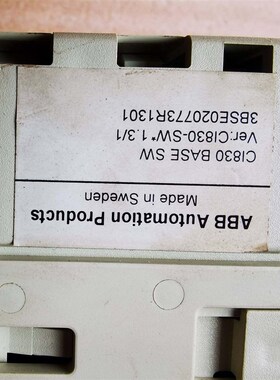 ABB Automation Products
Made in Sweden
CI830 BASE SW
Ver:CI830-SW*1.3/1
3BSE020773R1301